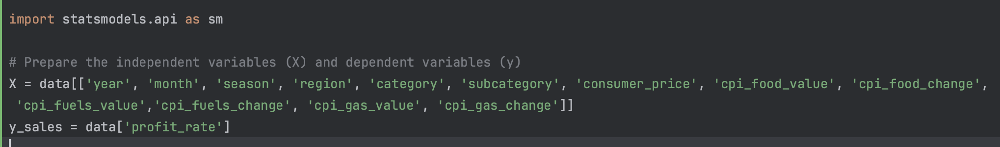 import statsmodels.api as sm
# Prepare the independent variables (X) and dependent variables (y)
X = data[['year', 'month', 'season', 'region', 'category', 'subcategory', 'consumer_price', 'cpi_food_value', 'cpi_food_change',
'cpi_fuels_value','cpi_fuels_change', 'cpi_gas_value', 'cpi_gas_change']]
y_sales = data['profit_rate']